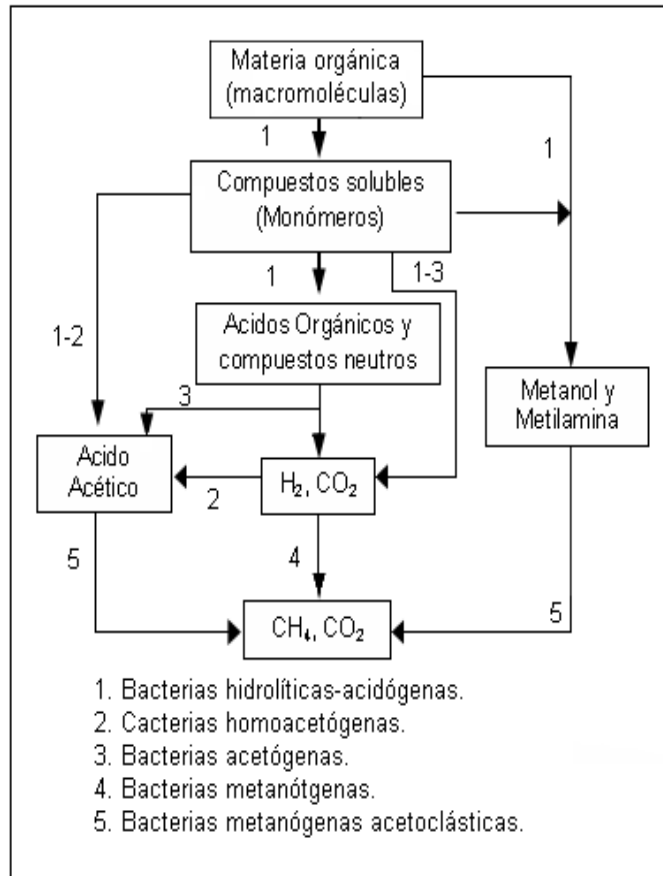 Materia orgánica
(macromoléculas)
1
1
Compuestos solubles
(Monómeros)
1
1-3
1-2
Acidos Orgánicos y
compuestos neutros
3
Metanol y
Metilamina
Acido
Acético
2
H₂, CO₂
5
4
5
CH₄, CO₂
1. Bacterias hidrolíticas-acidógenas.
2. Cacterias homoacetógenas.
3. Bacterias acetógenas.
4. Bacterias metanótgenas.
5. Bacterias metanógenas acetoclásticas.